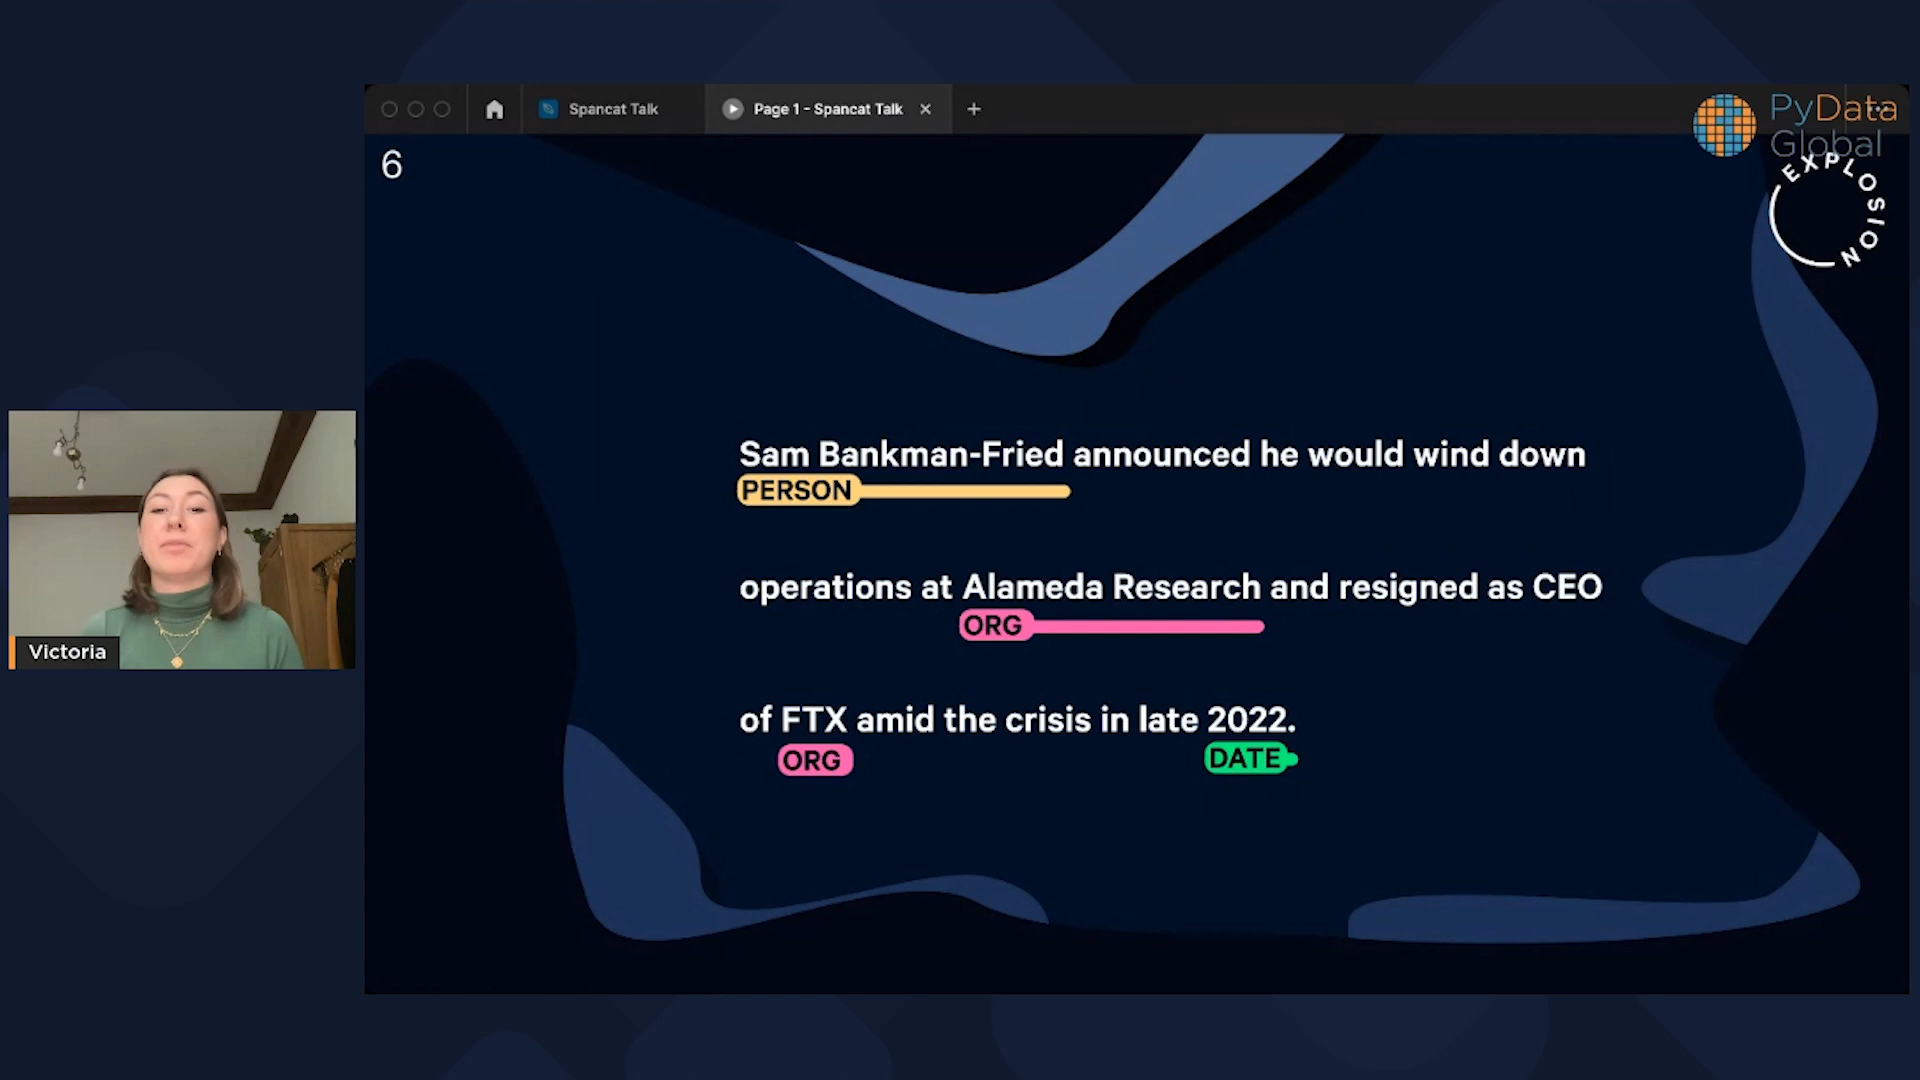 Spancat Talk
Page 1 - Spancat Talk
PyData
Global
6
EXPLOSION
Sam Bankman-Fried announced he would wind down
PERSON
operations at Alameda Research and resigned as CEO
ORG
of FTX amid the crisis in late 2022.
ORG DATE
Victoria